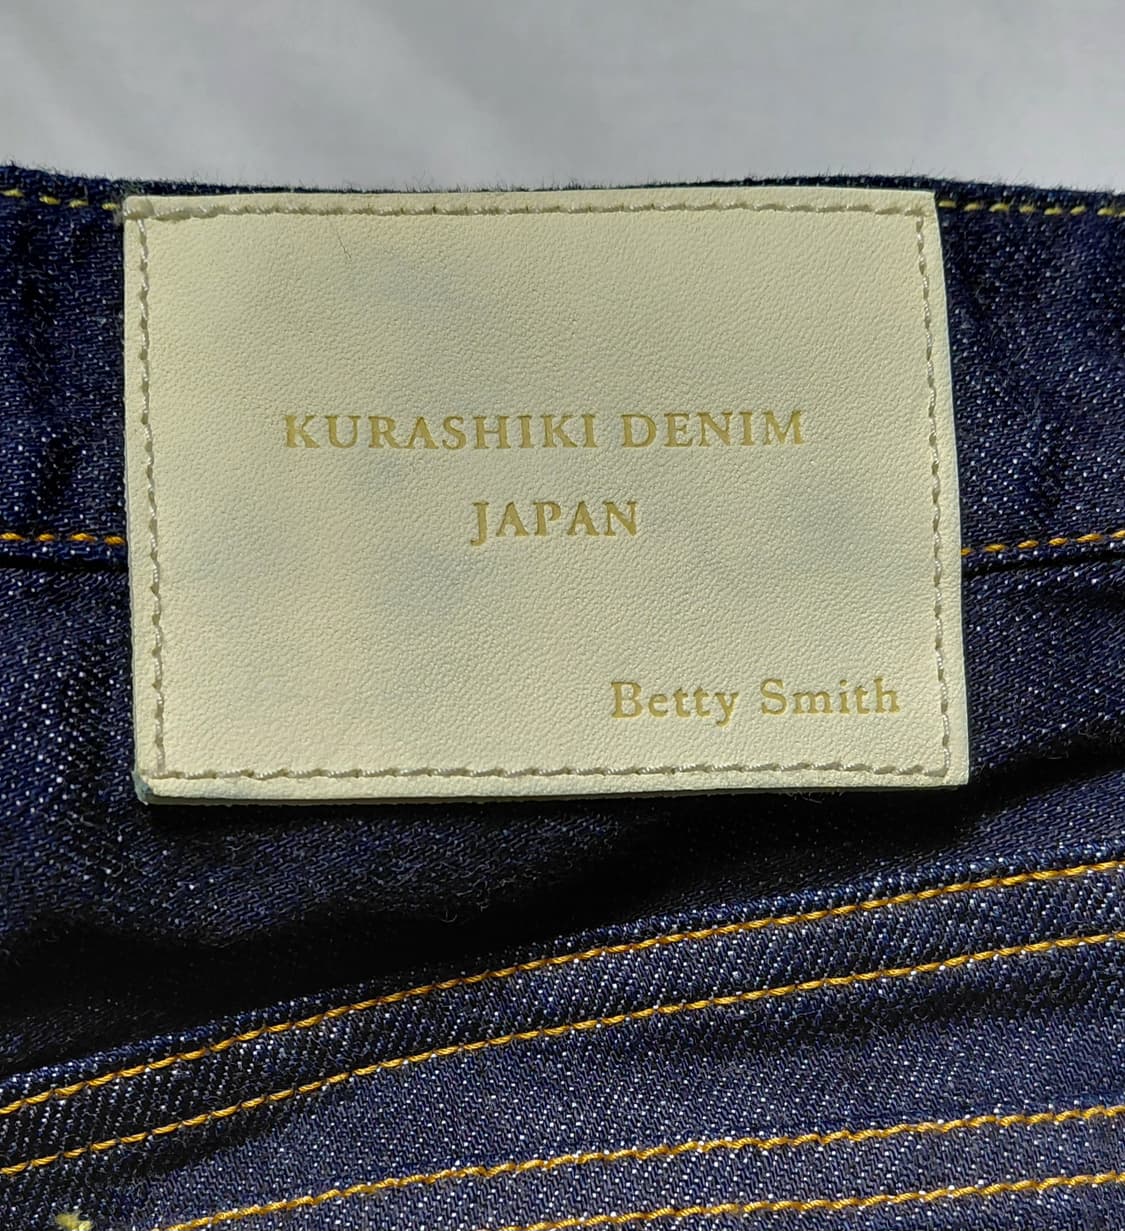 KURASHIKI DENIM
JAPAN
Betty Smith